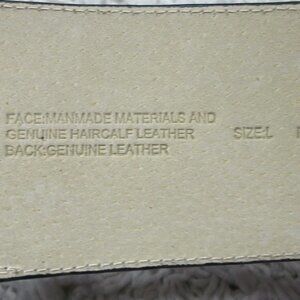 FACE:MANMADE MATERIALS AND
GENUINE HAIRCALF LEATHER SIZE:L
BACK:GENUINE LEATHER